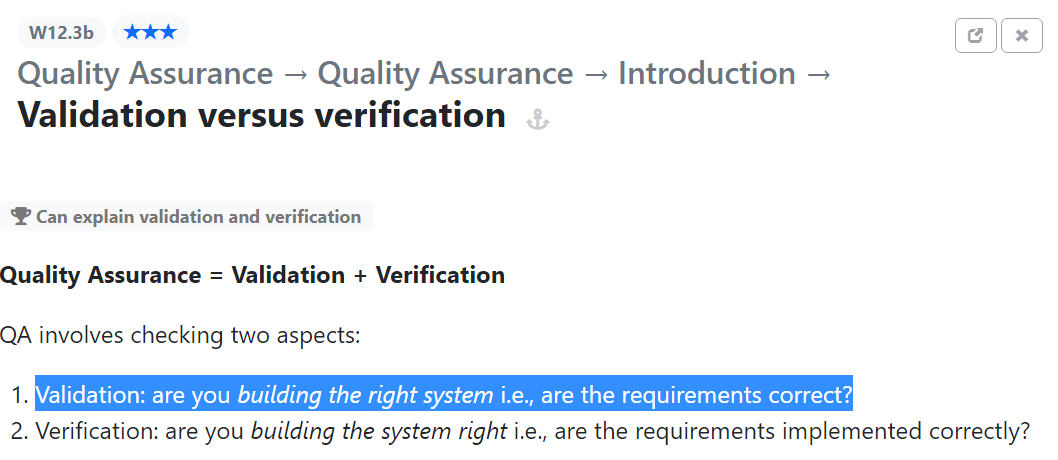 W12.3b ★★★
Quality Assurance → Quality Assurance → Introduction →
Validation versus verification
Can explain validation and verification
Quality Assurance = Validation + Verification
QA involves checking two aspects:
1. Validation: are you building the right system i.e., are the requirements correct?
2. Verification: are you building the system right i.e., are the requirements implemented correctly?